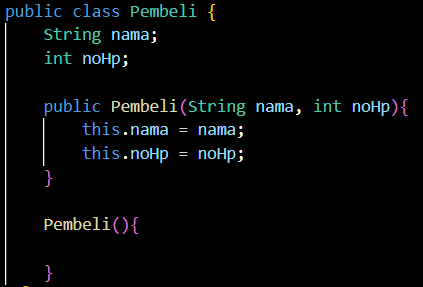 public class Pembeli {
    String nama;
    int noHp;

    public Pembeli(String nama, int noHp){
        this.nama = nama;
        this.noHp = noHp;
    }

    Pembeli(){

    }